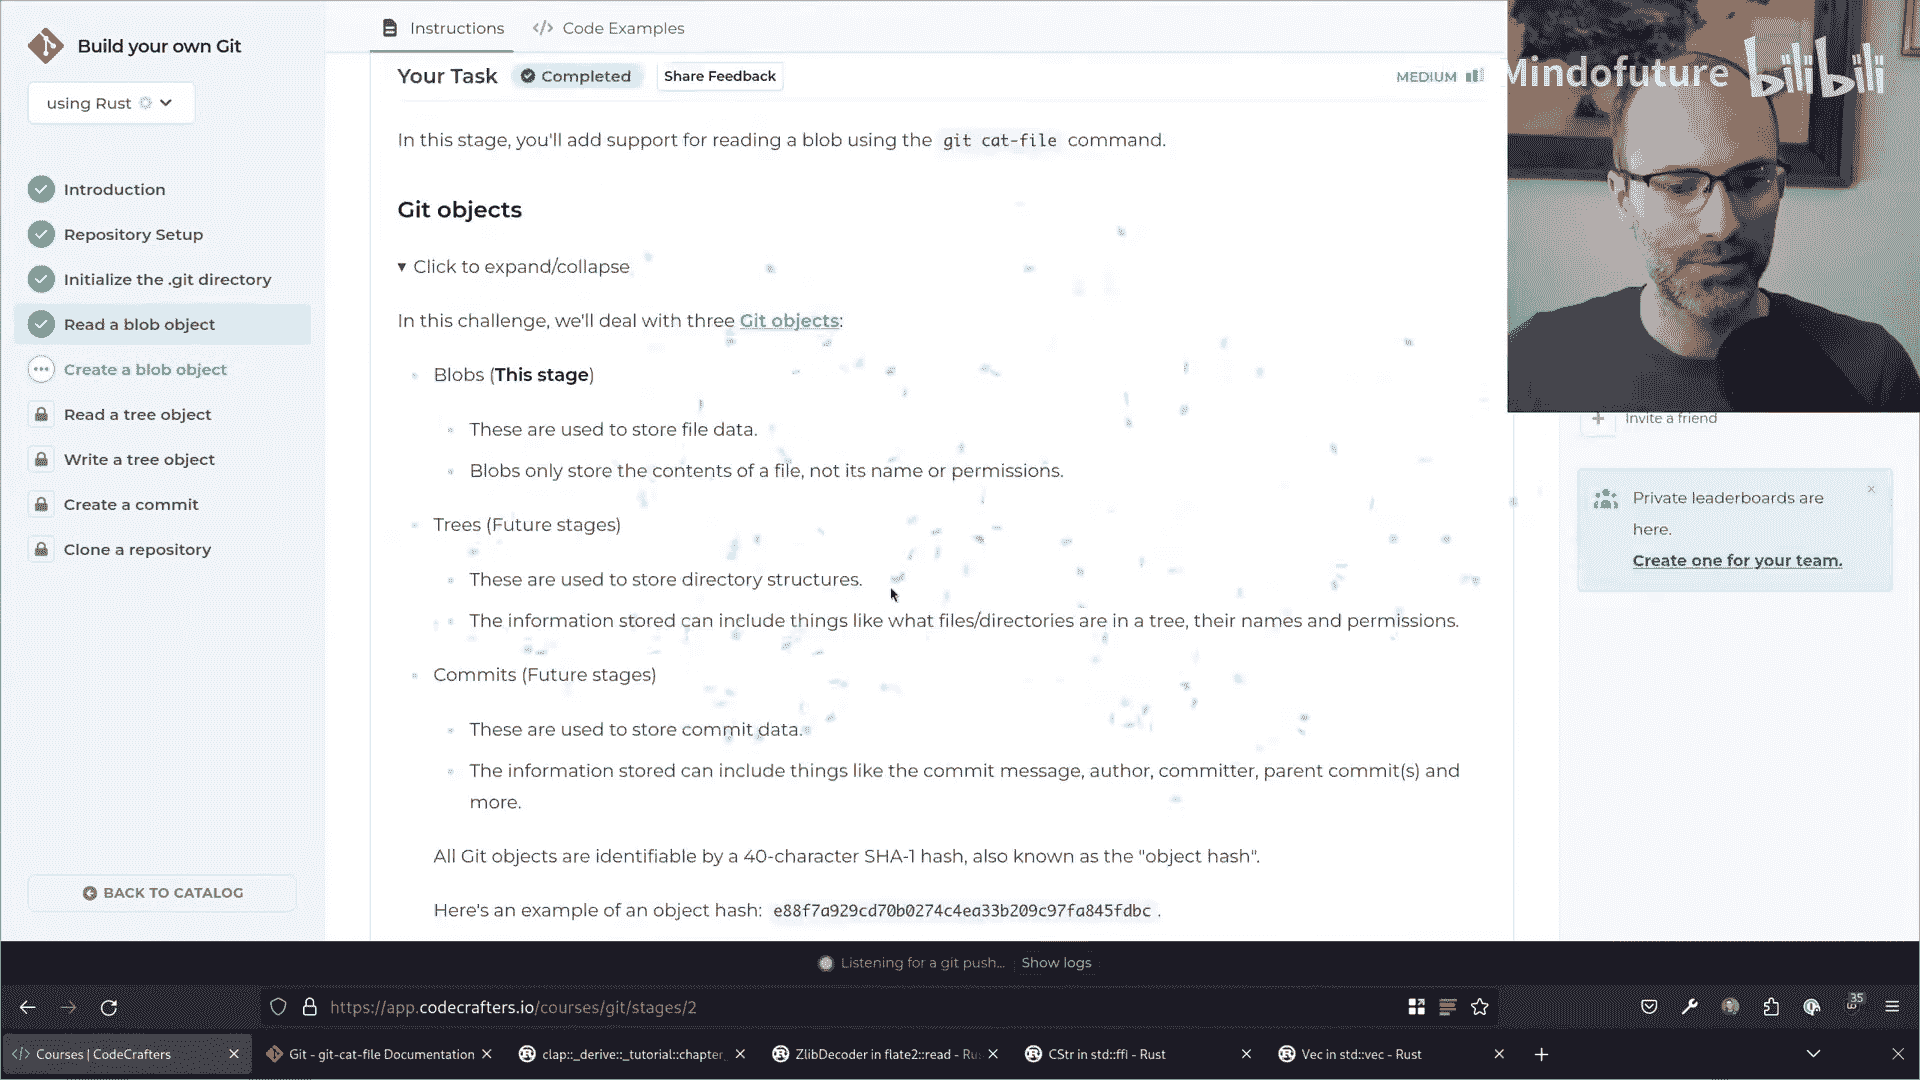 Build your own Git
using Rust
Introduction
Repository Setup
Initialize the .git directory
Read a blob object
Create a blob object
Read a tree object
Write a tree object
Create a commit
Clone a repository
BACK TO CATALOG
Instructions
</> Code Examples
Your Task
Completed
Share Feedback
MEDIUM
In this stage, you'll add support for reading a blob using the git cat-file command.
Git objects
▾ Click to expand/collapse
In this challenge, we'll deal with three Git objects:
Blobs (This stage)
These are used to store file data.
Blobs only store the contents of a file, not its name or permissions.
Trees (Future stages)
These are used to store directory structures.
The information stored can include things like what files/directories are in a tree, their names and permissions.
Commits (Future stages)
These are used to store commit data.
The information stored can include things like the commit message, author, committer, parent commit(s) and
more.
All Git objects are identifiable by a 40-character SHA-1 hash, also known as the "object hash".
Here's an example of an object hash: e88f7a929cd70b0274c4ea33b209c97fa845fdbc .
Mindofuture bilibili
Invite a friend
Private leaderboards are
here.
Create one for your team.
Listening for a git push... Show logs
https://app.codecrafters.io/courses/git/stages/2
35
Courses | CodeCrafters
Git - git-cat-file Documentation
clap::_derive::_tutorial::chapter
ZlibDecoder in flate2::read - Ru
CStr in std::ffi - Rust
Vec in std::vec - Rust